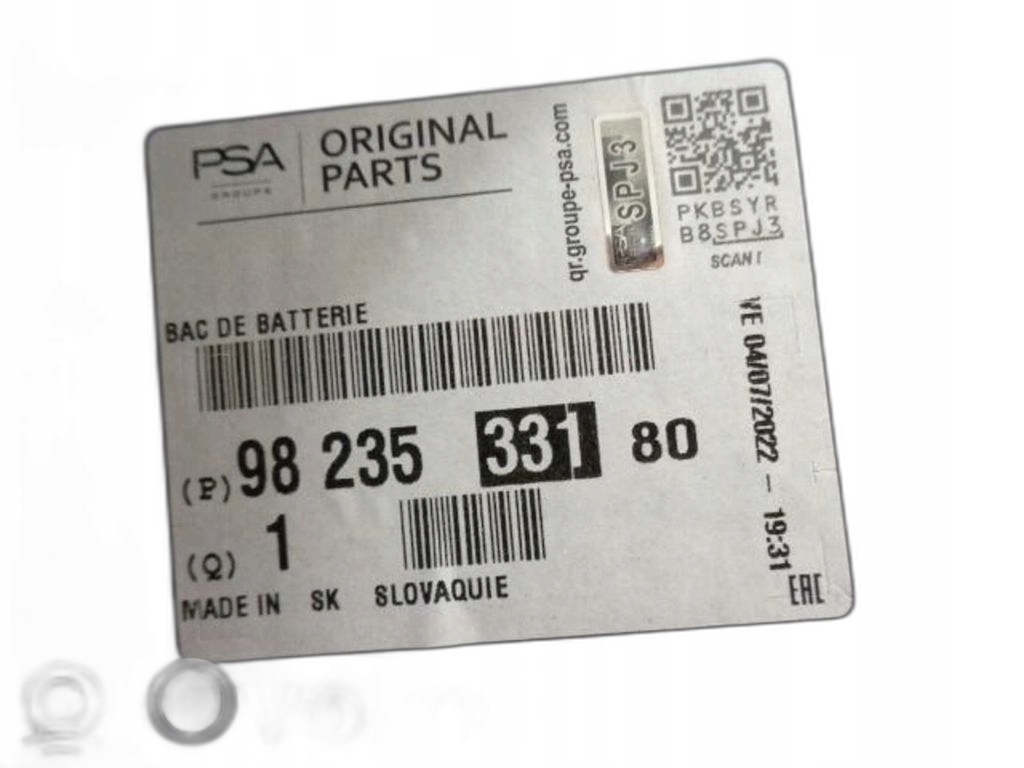 PSA
GROUPE
ORIGINAL
PARTS
qr.groupe-psa.com
SPJ3
PKBSYR
B8SPJ3
SCAN!
BAC DE BATTERIE
(P) 98 235 331 80
(Q) 1
MADE IN SK SLOVAQUIE
VE 04/07/2022 - 19:31
EAC